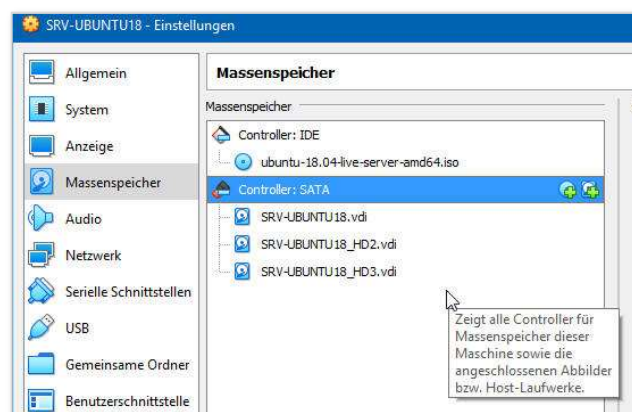 SRV-UBUNTU18 - Einstellungen
Allgemein
System
Anzeige
Massenspeicher
Audio
Netzwerk
Serielle Schnittstellen
USB
Gemeinsame Ordner
Benutzerschnittstelle
Massenspeicher
Massenspeicher
Controller: IDE
ubuntu-18.04-live-server-amd64.iso
Controller: SATA
SRV-UBUNTU18.vdi
SRV-UBUNTU18_HD2.vdi
SRV-UBUNTU18_HD3.vdi
Zeigt alle Controller für
Massenspeicher dieser
Maschine sowie die
angeschlossenen Abbilder
bzw. Host-Laufwerke.